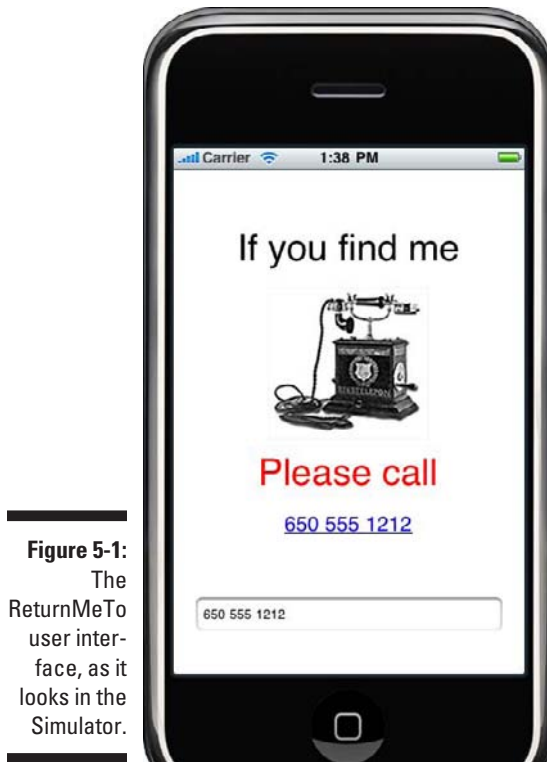 Carrier 1:38 PM
If you find me
Please call
650 555 1212
650 555 1212
Figure 5-1:
The
ReturnMeTo
user inter-
face, as it
looks in the
Simulator.